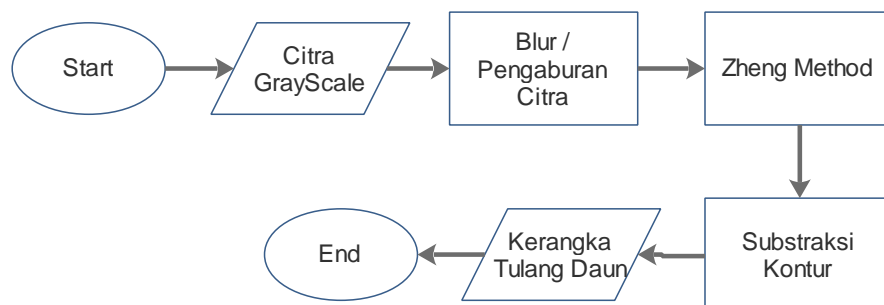 Start
Citra
GrayScale
Blur /
Pengaburan
Citra
Zheng Method
Substraksi
Kontur
Kerangka
Tulang Daun
End